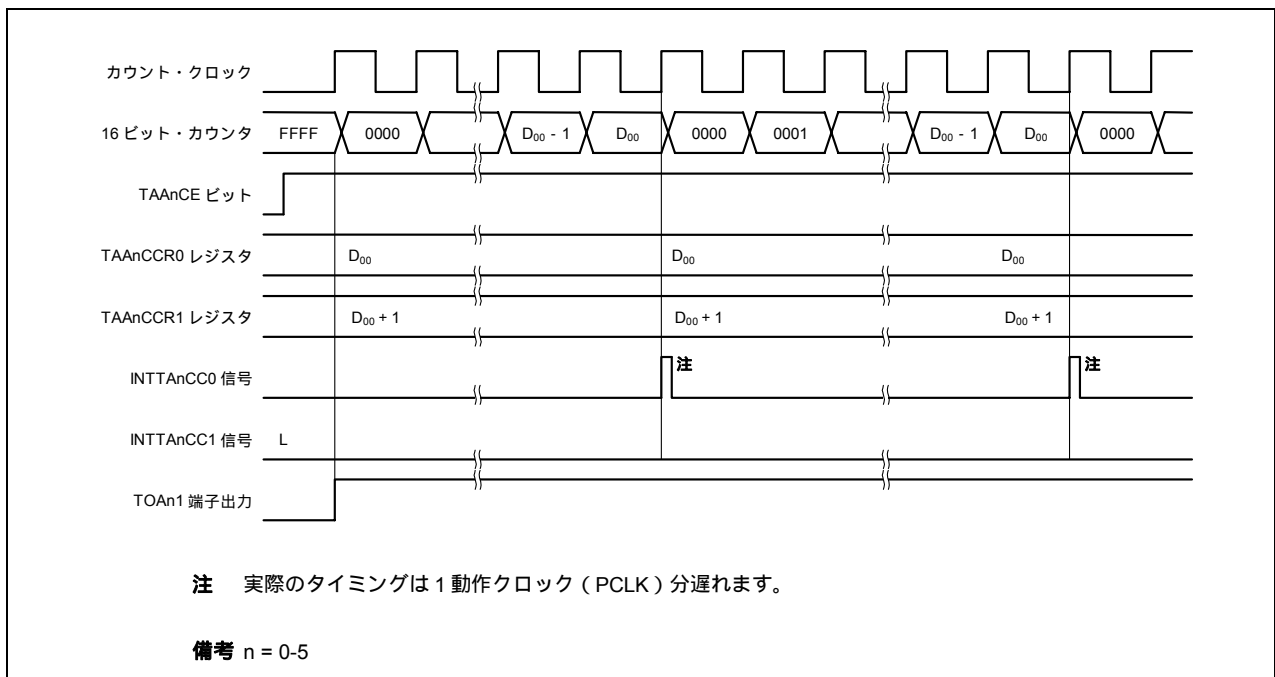 カウント・クロック
16 ビット・カウンタ FFFF 0000 D₀₀ - 1 D₀₀ 0000 0001 D₀₀ - 1 D₀₀ 0000
TAAnCE ビット
TAAnCCR0 レジスタ D₀₀ D₀₀ D₀₀
TAAnCCR1 レジスタ D₀₀ + 1 D₀₀ + 1 D₀₀ + 1
INTTAnCC0 信号 注 注
INTTAnCC1 信号 L
TOAn1 端子出力
注 実際のタイミングは 1 動作クロック ( PCLK ) 分遅れます。
備考 n = 0-5